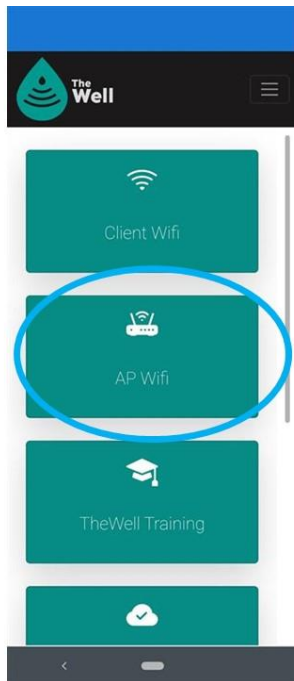 The
Well
Client Wifi
AP Wifi
TheWell Training